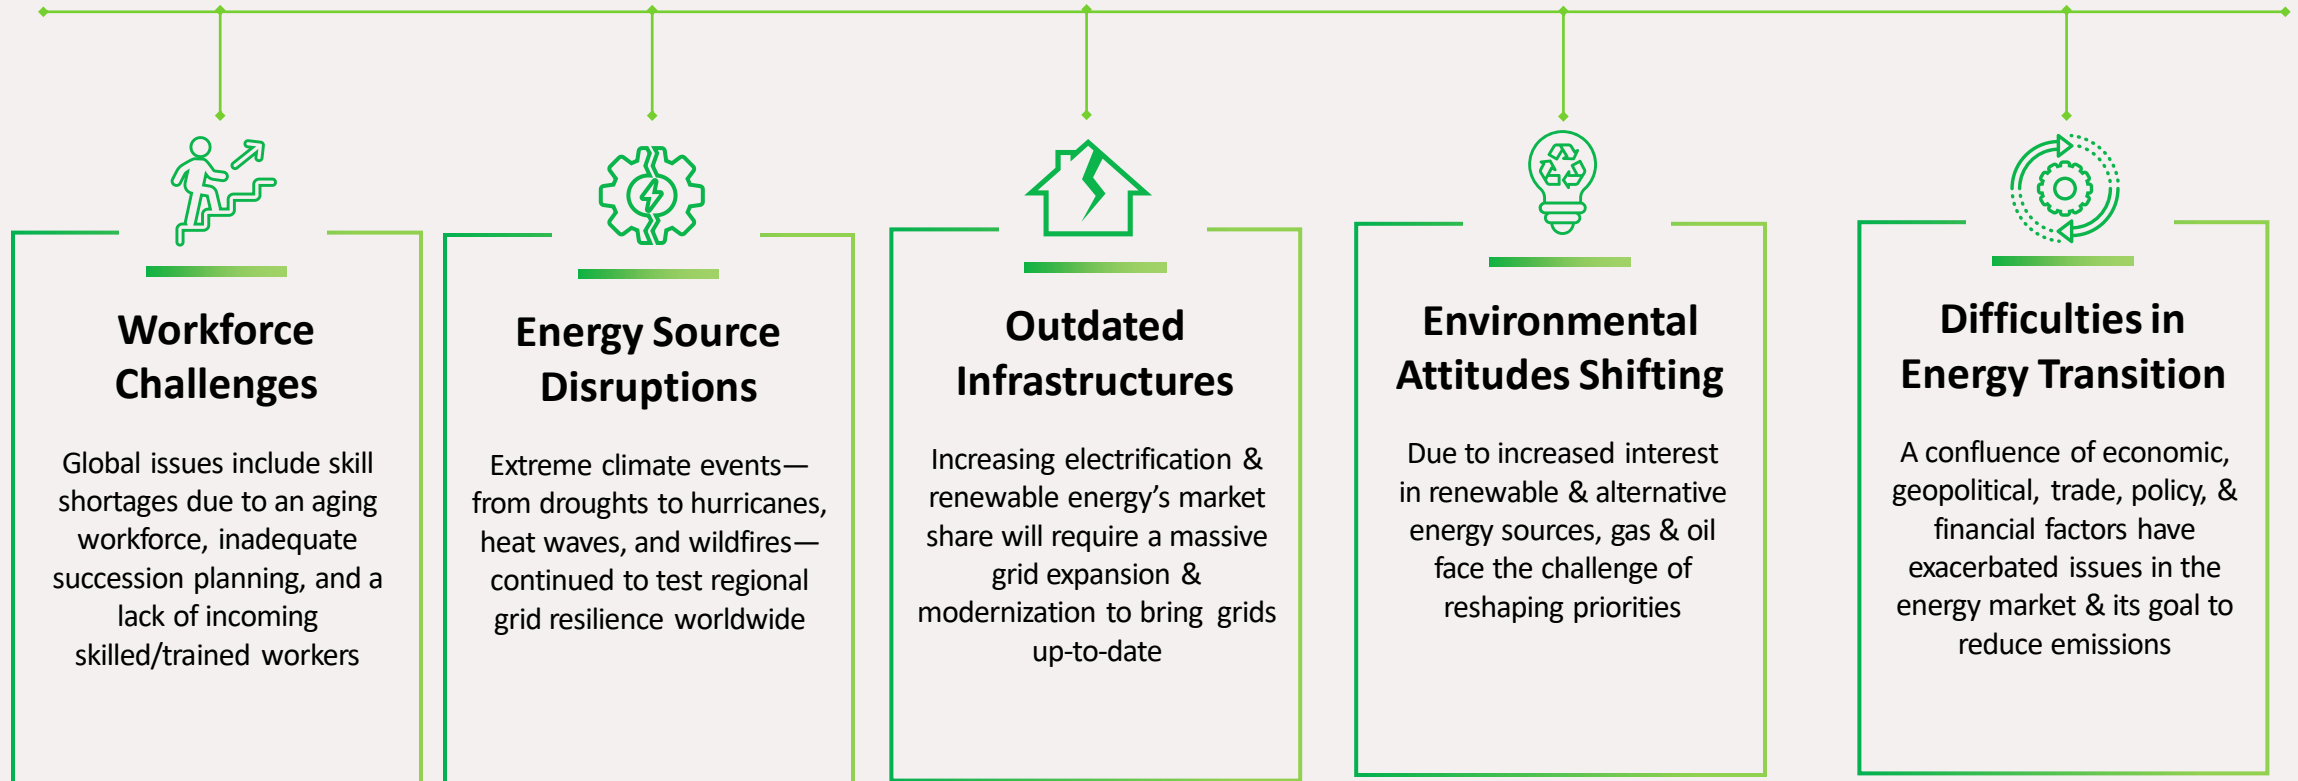 Workforce
Challenges
Global issues include skill
shortages due to an aging
workforce, inadequate
succession planning, and a
lack of incoming
skilled/trained workers
Energy Source
Disruptions
Extreme climate events—
from droughts to hurricanes,
heat waves, and wildfires—
continued to test regional
grid resilience worldwide
Outdated
Infrastructures
Increasing electrification &
renewable energy’s market
share will require a massive
grid expansion &
modernization to bring grids
up-to-date
Environmental
Attitudes Shifting
Due to increased interest
in renewable & alternative
energy sources, gas & oil
face the challenge of
reshaping priorities
Difficulties in
Energy Transition
A confluence of economic,
geopolitical, trade, policy, &
financial factors have
exacerbated issues in the
energy market & its goal to
reduce emissions